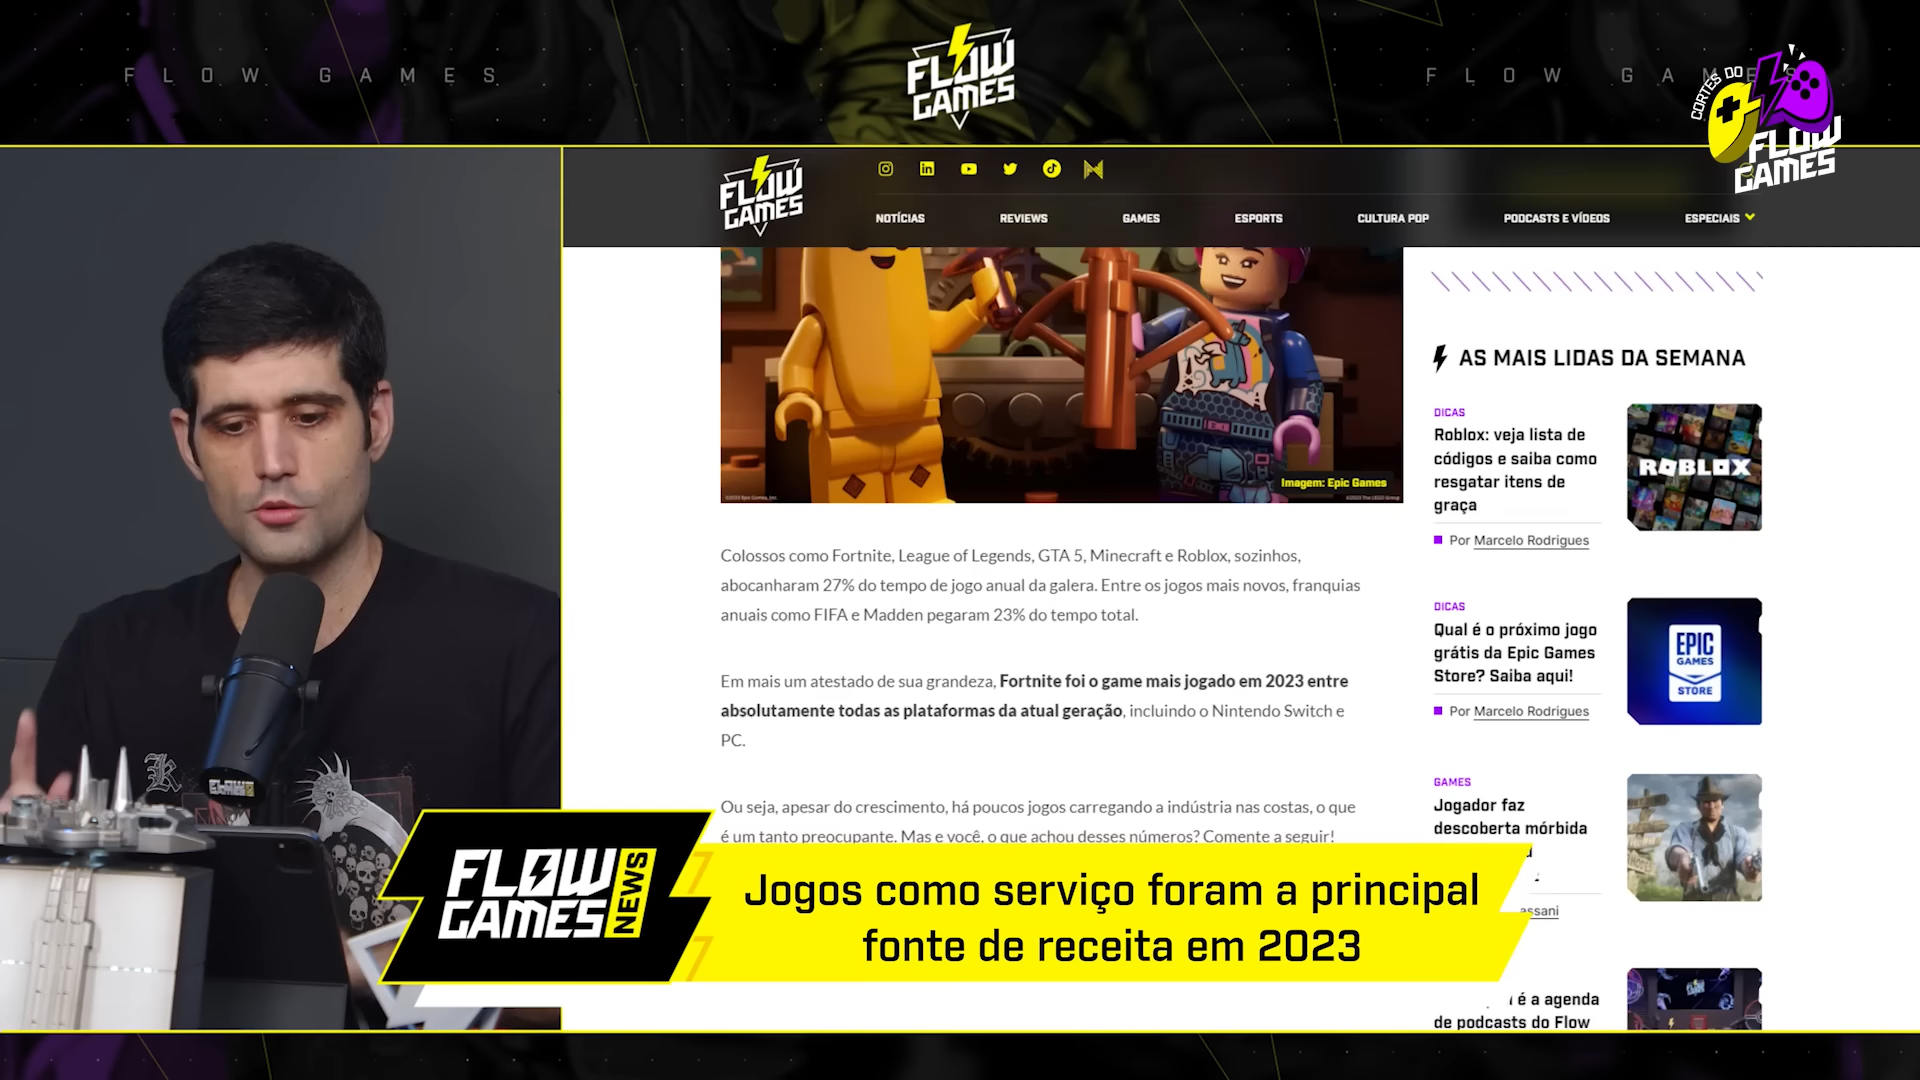 FLOW GAMES
FLOW
GAMES
FLOW GAMES
CORTES DO
FLOW
GAMES
FLOW
GAMES
NOTÍCIAS
REVIEWS
GAMES
ESPORTS
CULTURA POP
PODCASTS E VÍDEOS
ESPECIAIS
Imagem: Epic Games
Colossos como Fortnite, League of Legends, GTA 5, Minecraft e Roblox, sozinhos,
abocanharam 27% do tempo de jogo anual da galera. Entre os jogos mais novos, franquias
anuais como FIFA e Madden pegaram 23% do tempo total.
Em mais um atestado de sua grandeza, Fortnite foi o game mais jogado em 2023 entre
absolutamente todas as plataformas da atual geração, incluindo o Nintendo Switch e
PC.
Ou seja, apesar do crescimento, há poucos jogos carregando a indústria nas costas, o que
é um tanto preocupante. Mas e você, o que achou desses números? Comente a seguir!
AS MAIS LIDAS DA SEMANA
DICAS
Roblox: veja lista de
códigos e saiba como
resgatar itens de
graça
Por Marcelo Rodrigues
ROBLOX
DICAS
Qual é o próximo jogo
grátis da Epic Games
Store? Saiba aqui!
Por Marcelo Rodrigues
EPIC
GAMES
STORE
GAMES
Jogador faz
descoberta mórbida
assani
é a agenda
de podcasts do Flow
FLOW
GAMES
NEWS
Jogos como serviço foram a principal
fonte de receita em 2023